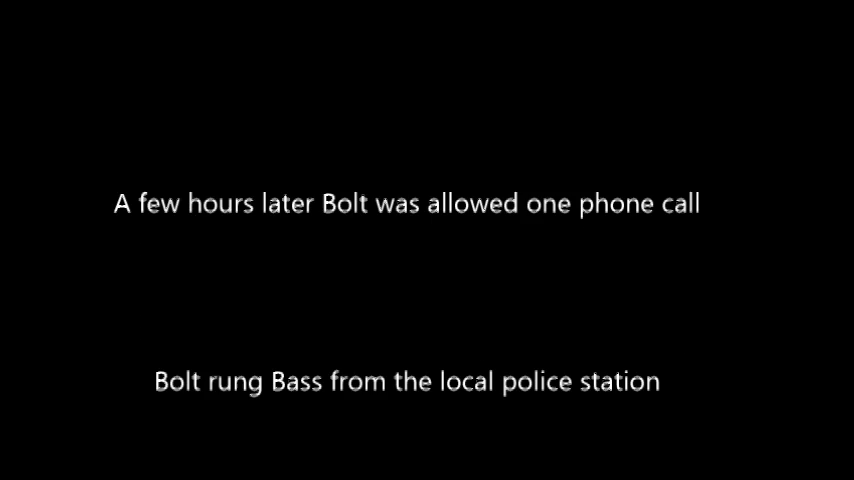 A few hours later Bolt was allowed one phone call
Bolt rung Bass from the local police station